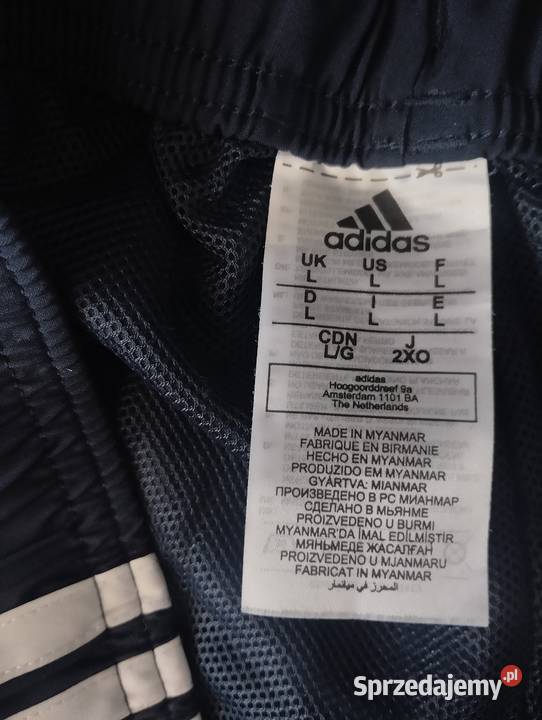 adidas
UK US F
L L L
D I E
L L L
CDN J
L/G 2XO
adidas
Hoogoorddreef 9a
Amsterdam 1101 BA
The Netherlands
MADE IN MYANMAR
FABRIQUE EN BIRMANIE
HECHO EN MYANMAR
PRODUZIDO EM MYANMAR
GYÁRTVA: MIANMAR
ПРОИЗВЕДЕНО В РС МИАНМАР
СДЕЛАНО В МЬЯНМЕ
PROIZVEDENO U BURMI
MYANMAR'DA İMAL EDİLMİŞTİR
МЯНЬМЕДЕ ЖАСАЛҒАН
PROIZVEDENO U MJANMARU
FABRICAT IN MYANMAR
المحرز في ميانمار
Sprzedajemy.pl